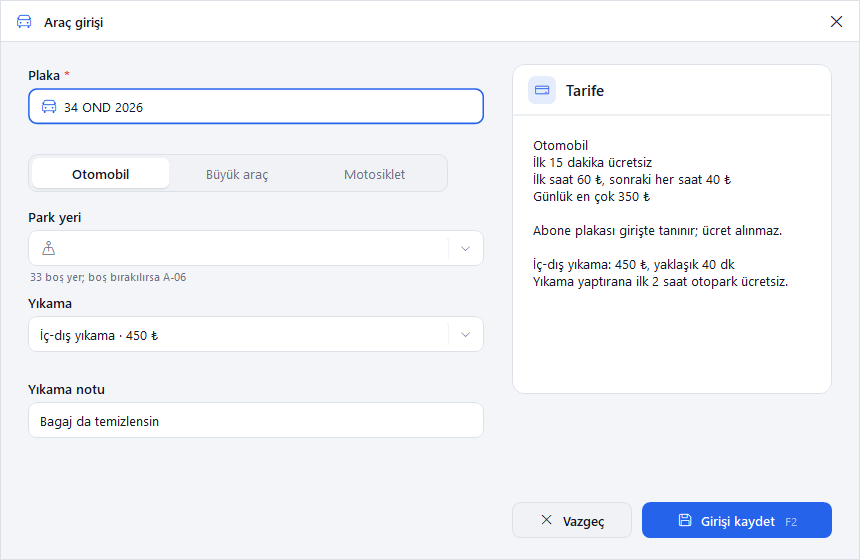 Araç girişi
Plaka *
34 OND 2026
Otomobil
Büyük araç
Motosiklet
Park yeri
33 boş yer; boş bırakılırsa A-06
Yıkama
İç-dış yıkama · 450 ₺
Yıkama notu
Bagaj da temizlensin
Tarife
Otomobil
İlk 15 dakika ücretsiz
İlk saat 60 ₺, sonraki her saat 40 ₺
Günlük en çok 350 ₺
Abone plakası girişte tanınır; ücret alınmaz.
İç-dış yıkama: 450 ₺, yaklaşık 40 dk
Yıkama yaptırana ilk 2 saat otopark ücretsiz.
Vazgeç
Girişi kaydet F2